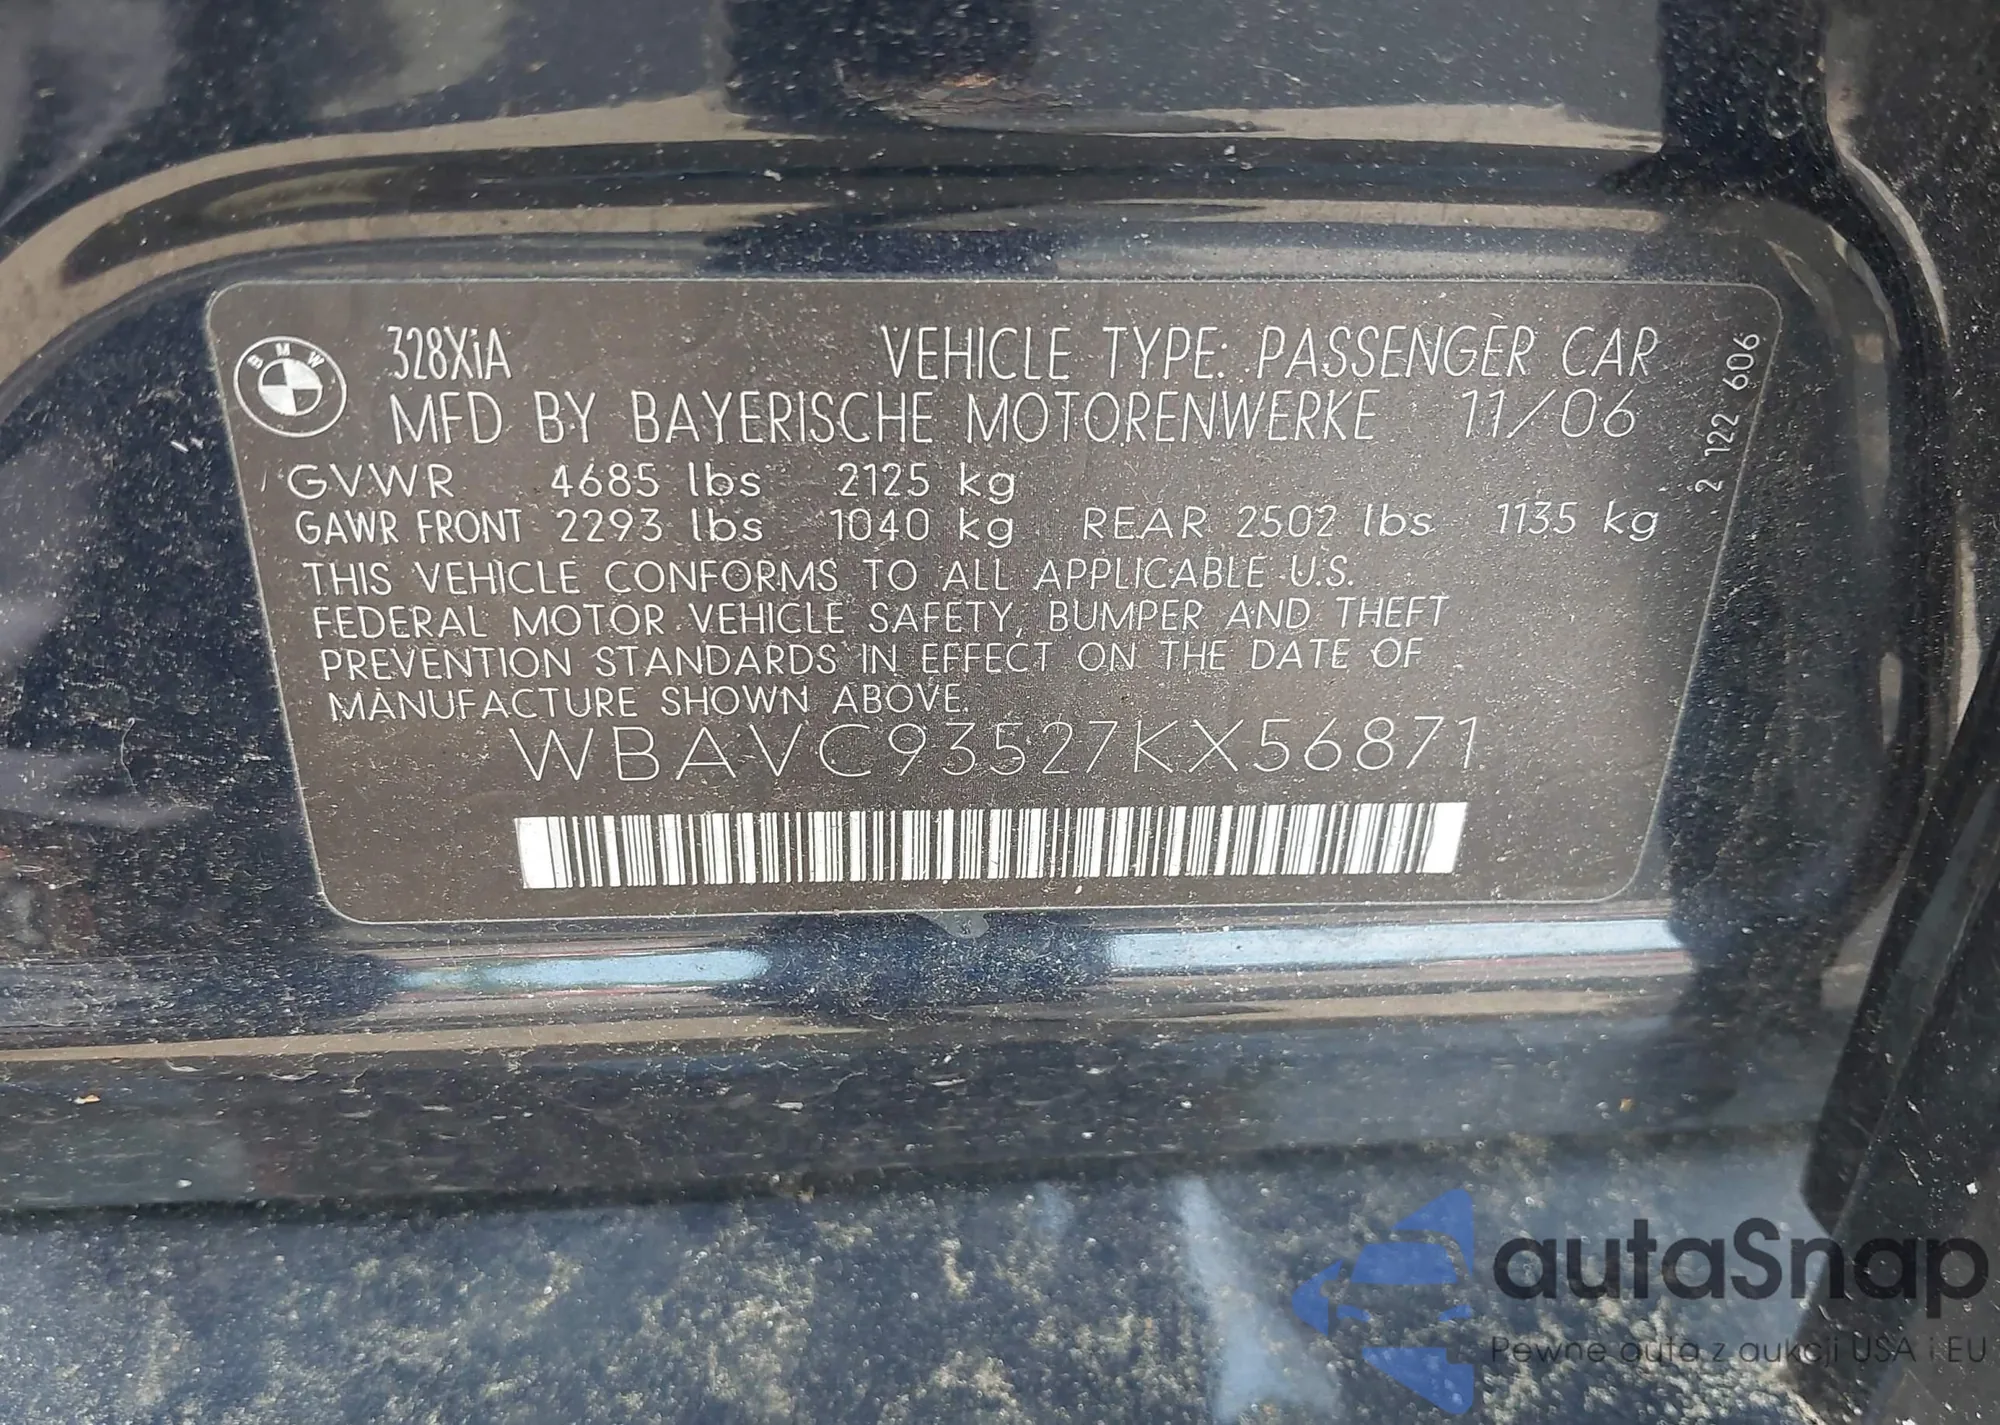 BMW
328XiA VEHICLE TYPE: PASSENGER CAR
MFD BY BAYERISCHE MOTORENWERKE 11/06
GVWR 4685 lbs 2125 kg
GAWR FRONT 2293 lbs 1040 kg REAR 2502 lbs 1135 kg
THIS VEHICLE CONFORMS TO ALL APPLICABLE U.S.
FEDERAL MOTOR VEHICLE SAFETY, BUMPER AND THEFT
PREVENTION STANDARDS IN EFFECT ON THE DATE OF
MANUFACTURE SHOWN ABOVE.
WBAVC93527KX56871
2 122 606
autaSnap
Pewne auta z aukcji USA i EU